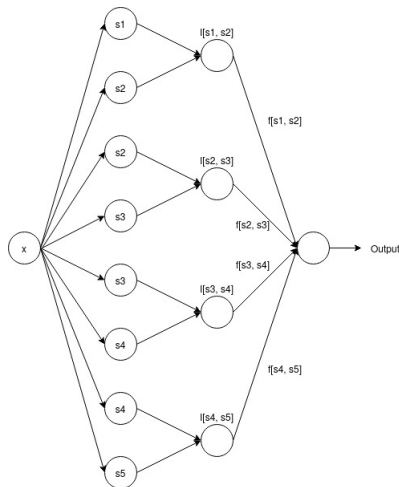 s1
I[s1, s2]
s2
f[s1, s2]
s2
I[s2, s3]
s3
f[s2, s3]
x
Output
f[s3, s4]
s3
I[s3, s4]
s4
f[s4, s5]
s4
I[s4, s5]
s5